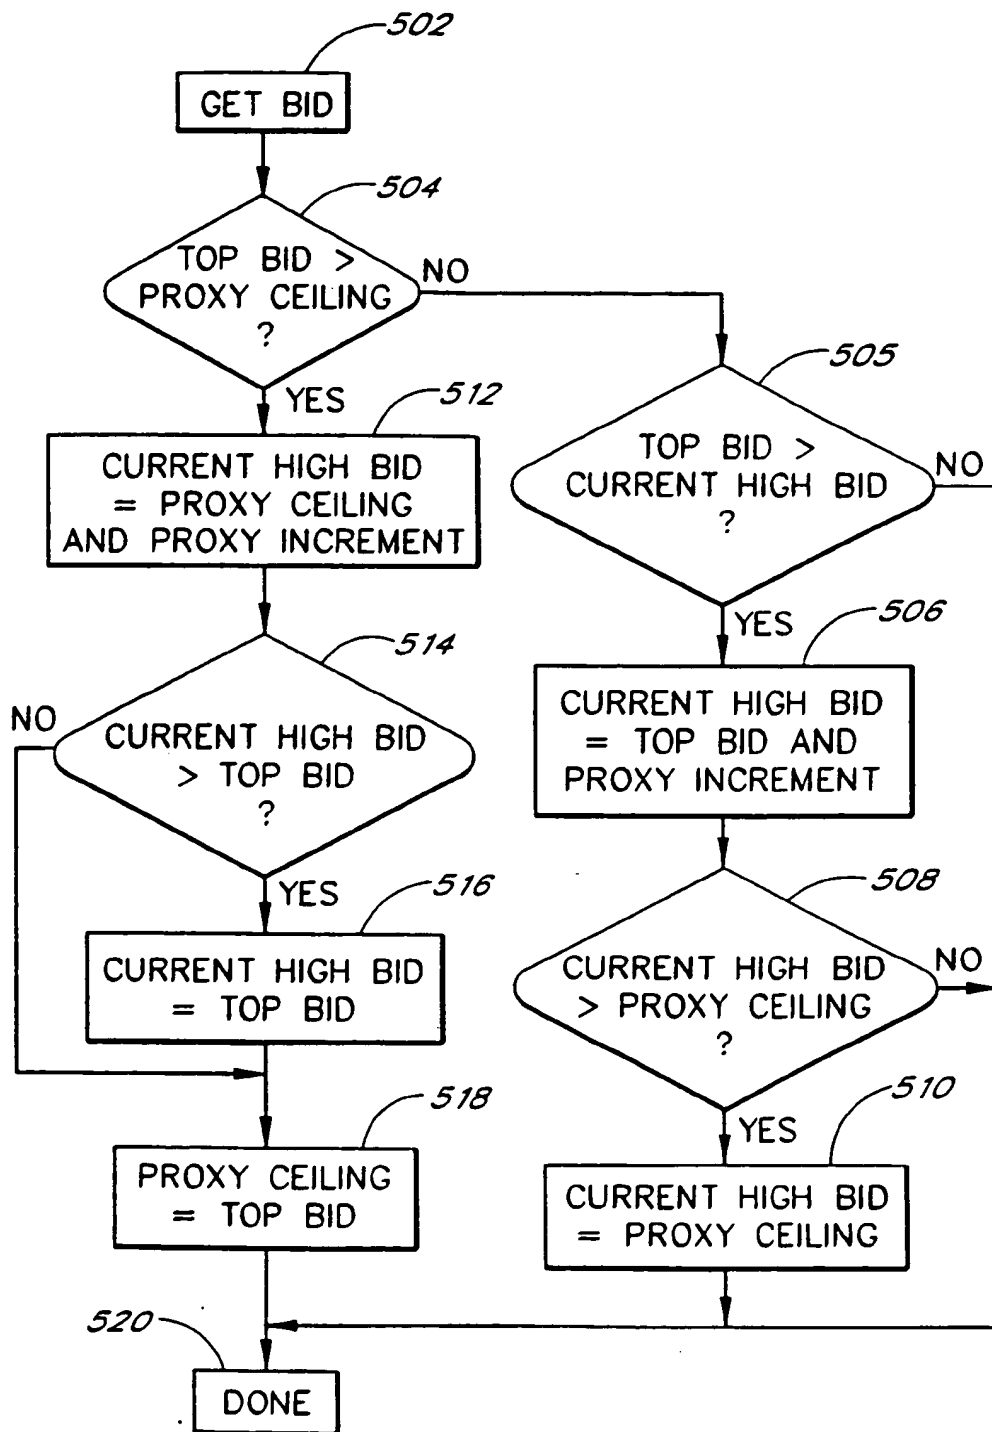 502
GET BID
504
TOP BID >
PROXY CEILING
?
NO
YES
505
TOP BID >
CURRENT HIGH BID
?
NO
YES
512
CURRENT HIGH BID
= PROXY CEILING
AND PROXY INCREMENT
506
CURRENT HIGH BID
= TOP BID AND
PROXY INCREMENT
514
CURRENT HIGH BID
> TOP BID
?
NO
YES
508
CURRENT HIGH BID
> PROXY CEILING
?
NO
YES
516
CURRENT HIGH BID
= TOP BID
510
CURRENT HIGH BID
= PROXY CEILING
518
PROXY CEILING
= TOP BID
520
DONE